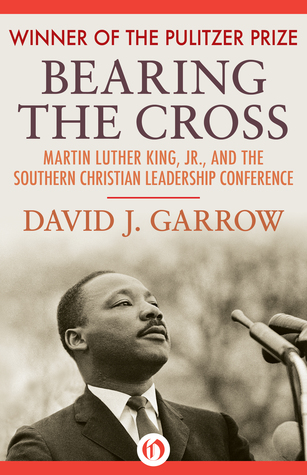 WINNER OF THE PULITZER PRIZE
BEARING
THE CROSS
MARTIN LUTHER KING, JR., AND THE
SOUTHERN CHRISTIAN LEADERSHIP CONFERENCE
DAVID J. GARROW